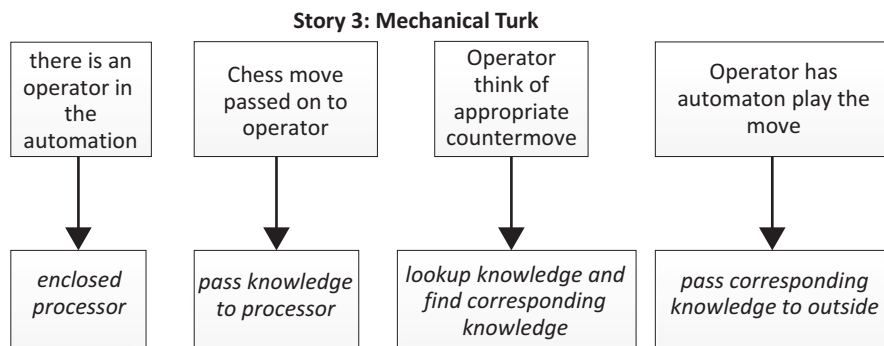 Story 3: Mechanical Turk
there is an
operator in
the
automation
Chess move
passed on to
operator
Operator
think of
appropriate
countermove
Operator has
automaton play the
move
enclosed
processor
pass knowledge
to processor
lookup knowledge and
find corresponding
knowledge
pass corresponding
knowledge to outside